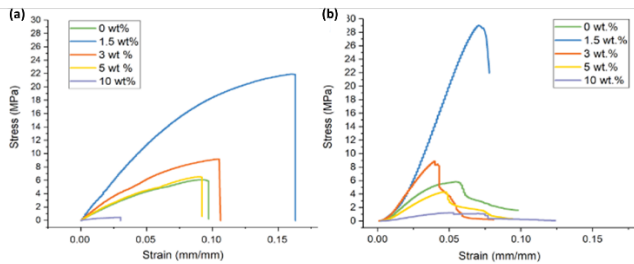 (a)
Stress (MPa)
30
28
26
24
22
20
18
16
14
12
10
8
6
4
2
0
0 wt%
1.5 wt%
3 wt %
5 wt %
10 wt%
0.00 0.05 0.10 0.15
Strain (mm/mm)
(b)
Stress (MPa)
30
28
26
24
22
20
18
16
14
12
10
8
6
4
2
0
0 wt.%
1.5 wt.%
3 wt.%
5 wt.%
10 wt.%
0.00 0.05 0.10 0.15
Strain (mm/mm)